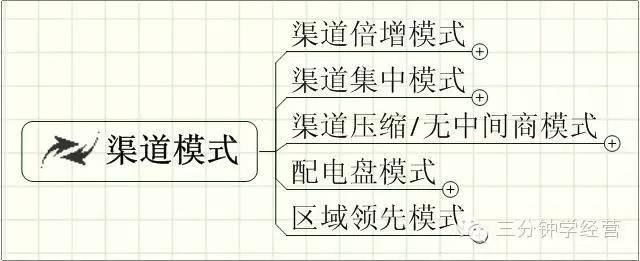 渠道倍增模式
渠道集中模式
渠道压缩/无中间商模式
渠道模式
配电盘模式
区域领先模式
三分钟学经营